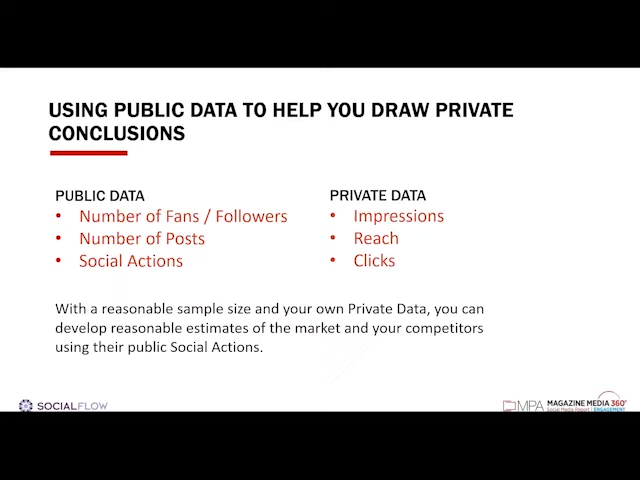 USING PUBLIC DATA TO HELP YOU DRAW PRIVATE
CONCLUSIONS
PUBLIC DATA
• Number of Fans / Followers
• Number of Posts
• Social Actions
PRIVATE DATA
• Impressions
• Reach
• Clicks
With a reasonable sample size and your own Private Data, you can
develop reasonable estimates of the market and your competitors
using their public Social Actions.
SOCIALFLOW
MPA MAGAZINE MEDIA 360°
Social Media Report | ENGAGEMENT